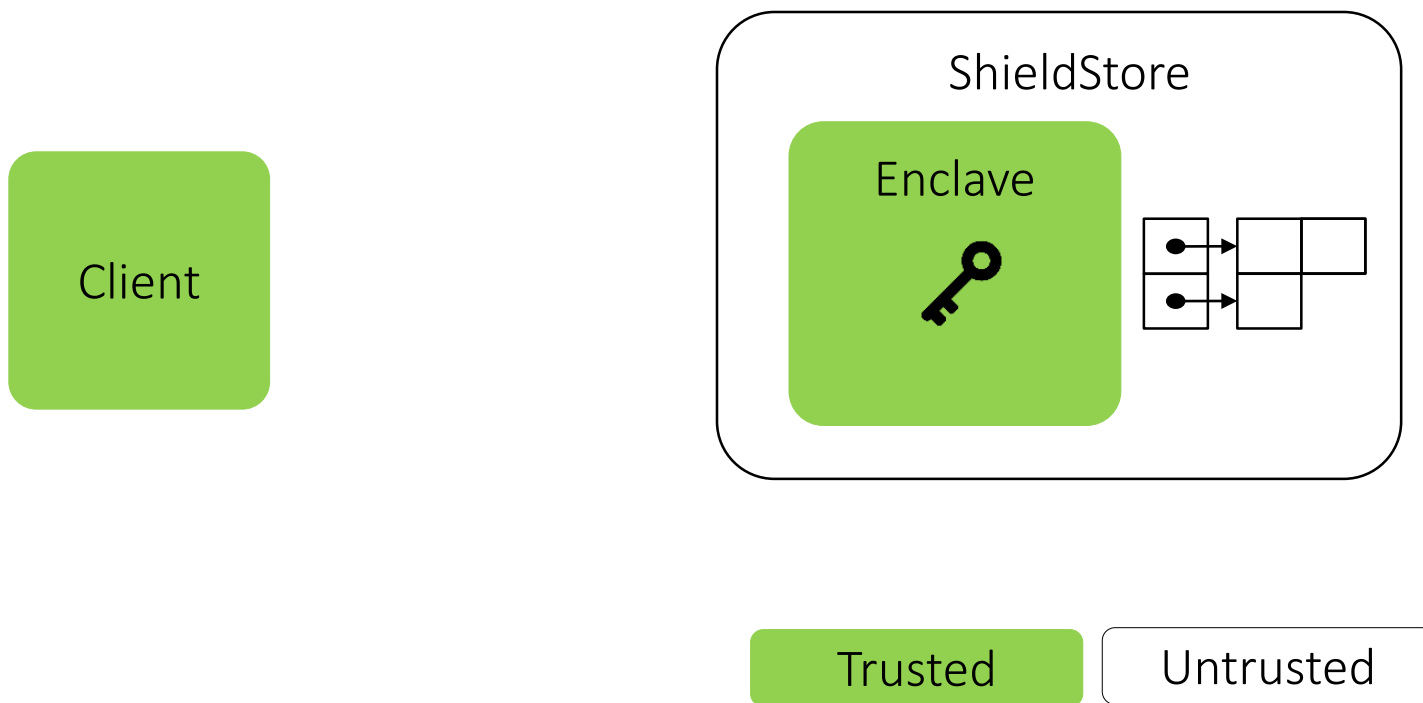 ShieldStore
Enclave
Client
Trusted
Untrusted